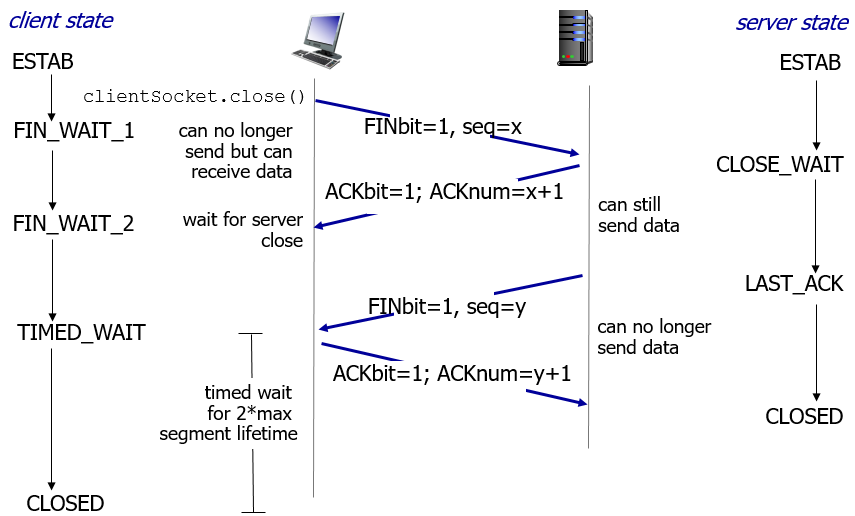 client state
server state
ESTAB
ESTAB
clientSocket.close()
FIN_WAIT_1
can no longer
send but can
receive data
FINbit=1, seq=x
CLOSE_WAIT
ACKbit=1; ACKnum=x+1
FIN_WAIT_2
wait for server
close
can still
send data
LAST_ACK
FINbit=1, seq=y
TIMED_WAIT
can no longer
send data
ACKbit=1; ACKnum=y+1
timed wait
for 2*max
segment lifetime
CLOSED
CLOSED